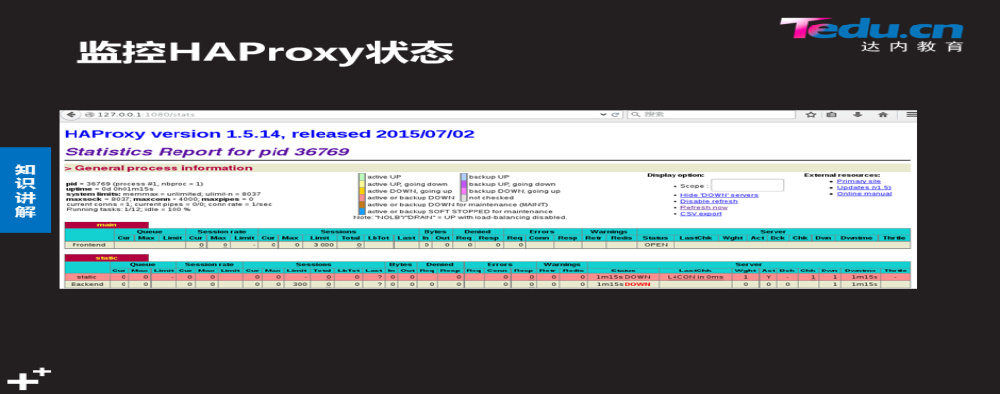 监控HAProxy状态
Tedu.cn
达内教育
知识讲解
127.0.0.1:1080/stats
搜索
HAProxy version 1.5.14, released 2015/07/02
Statistics Report for pid 36769
> General process information
pid = 36769 (process #1, nbproc = 1)
uptime = 0d 0h01m15s
system limits: memmax = unlimited; ulimit-n = 8037
maxsock = 8037; maxconn = 4000; maxpipes = 0
current conns = 1; current pipes = 0/0; conn rate = 1/sec
Running tasks: 1/12; idle = 100 %
active UP backup UP
active UP, going down backup UP, going down
active DOWN, going up backup DOWN, going up
active or backup DOWN not checked
active or backup DOWN for maintenance (MAINT)
active or backup SOFT STOPPED for maintenance
Note: "NOLB"/"DRAIN" = UP with load-balancing disabled.
Display option:
Scope :
Hide 'DOWN' servers
Disable refresh
Refresh now
CSV export
External resources:
Primary site
Updates (v1.5)
Online manual
main
Queue Session rate Sessions Bytes Denied Errors Warnings Server
Cur Max Limit Cur Max Limit Cur Max Limit Total LbTot Last In Out Req Resp Req Conn Resp Retr Redis Status LastChk Wght Act Bck Chk Dwn Dwntme Thrtle
Frontend 0 0 - 0 0 3 000 0 0 0 0 0 0 OPEN
static
Queue Session rate Sessions Bytes Denied Errors Warnings Server
Cur Max Limit Cur Max Limit Cur Max Limit Total LbTot Last In Out Req Resp Req Conn Resp Retr Redis Status LastChk Wght Act Bck Chk Dwn Dwntme Thrtle
static 0 0 - 0 0 0 0 - 0 0 ? 0 0 0 0 0 0 0 1m15s DOWN L4CON in 0ms 1 Y - 1 1 1m15s -
Backend 0 0 0 0 0 0 300 0 0 ? 0 0 0 0 0 0 0 0 1m15s DOWN 0 0 0 1 1m15s